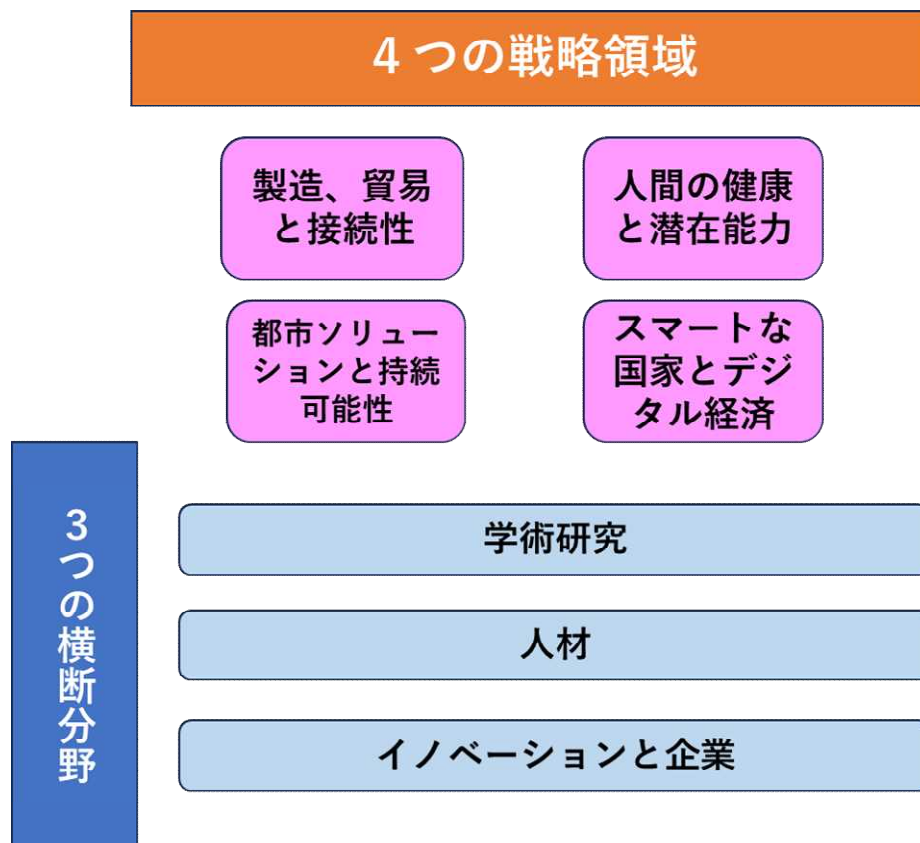 4つの戦略領域
製造、貿易
と接続性
人間の健康
と潜在能力
都市ソリュー
ションと持続
可能性
スマートな
国家とデジ
タル経済
3つの横断分野
学術研究
人材
イノベーションと企業